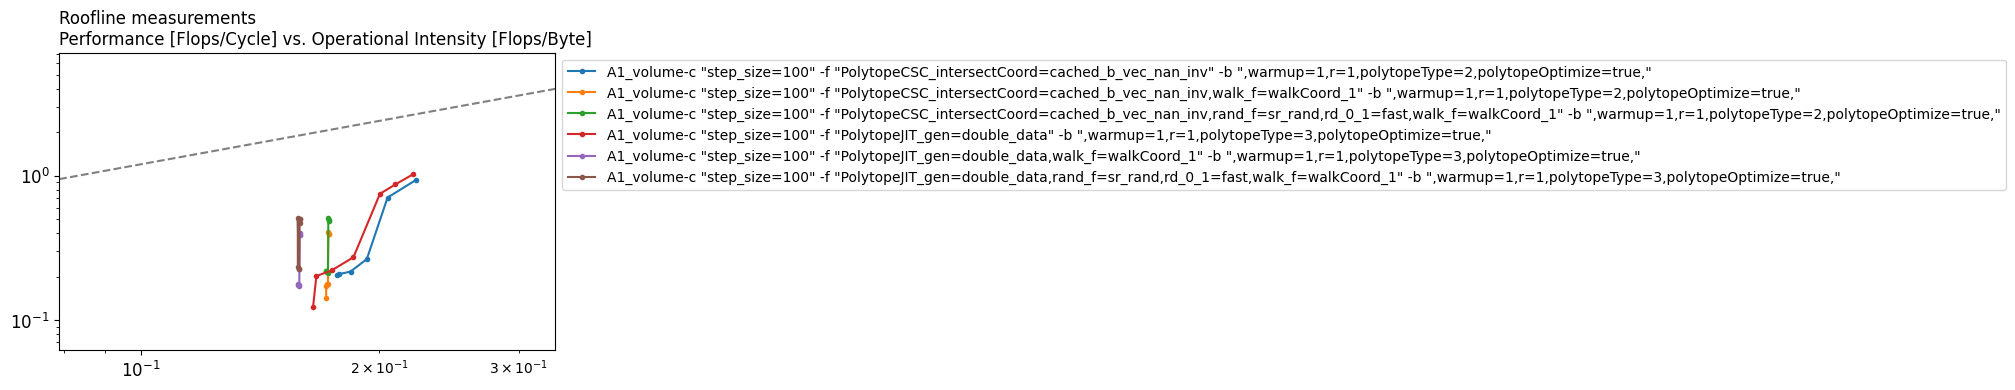 Roofline measurements
Performance [Flops/Cycle] vs. Operational Intensity [Flops/Byte]
A1_volume-c "step_size=100" -f "PolytopeCSC_intersectCoord=cached_b_vec_nan_inv" -b ",warmup=1,r=1,polytopeType=2,polytopeOptimize=true,"
A1_volume-c "step_size=100" -f "PolytopeCSC_intersectCoord=cached_b_vec_nan_inv,walk_f=walkCoord_1" -b ",warmup=1,r=1,polytopeType=2,polytopeOptimize=true,"
A1_volume-c "step_size=100" -f "PolytopeCSC_intersectCoord=cached_b_vec_nan_inv,rand_f=sr_rand,rd_0_1=fast,walk_f=walkCoord_1" -b ",warmup=1,r=1,polytopeType=2,polytopeOptimize=true,"
A1_volume-c "step_size=100" -f "PolytopeJIT_gen=double_data" -b ",warmup=1,r=1,polytopeType=3,polytopeOptimize=true,"
A1_volume-c "step_size=100" -f "PolytopeJIT_gen=double_data,walk_f=walkCoord_1" -b ",warmup=1,r=1,polytopeType=3,polytopeOptimize=true,"
A1_volume-c "step_size=100" -f "PolytopeJIT_gen=double_data,rand_f=sr_rand,rd_0_1=fast,walk_f=walkCoord_1" -b ",warmup=1,r=1,polytopeType=3,polytopeOptimize=true,"
10⁰
10⁻¹
10⁻¹ 2 × 10⁻¹ 3 × 10⁻¹